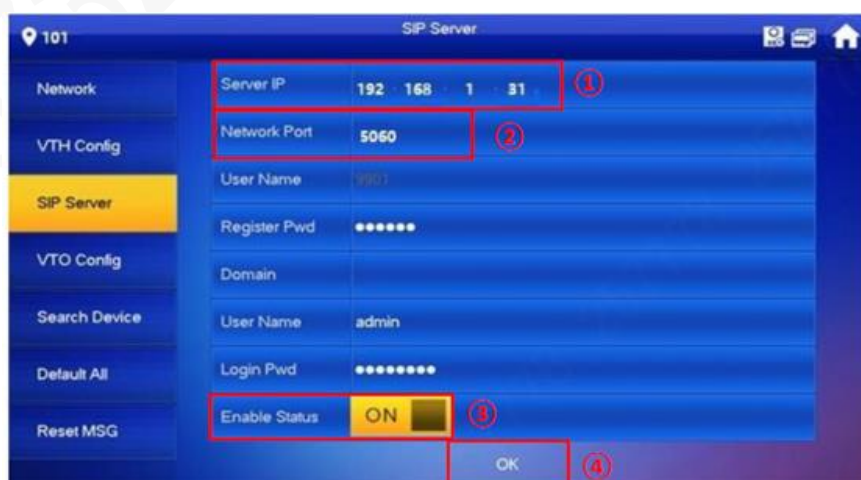 101
SIP Server
Network
VTH Config
SIP Server
VTO Config
Search Device
Default All
Reset MSG
Server IP 192 168 1 31 ①
Network Port 5060 ②
User Name 9901
Register Pwd ●●●●●●
Domain
User Name admin
Login Pwd ●●●●●●●●
Enable Status ON ③
OK ④